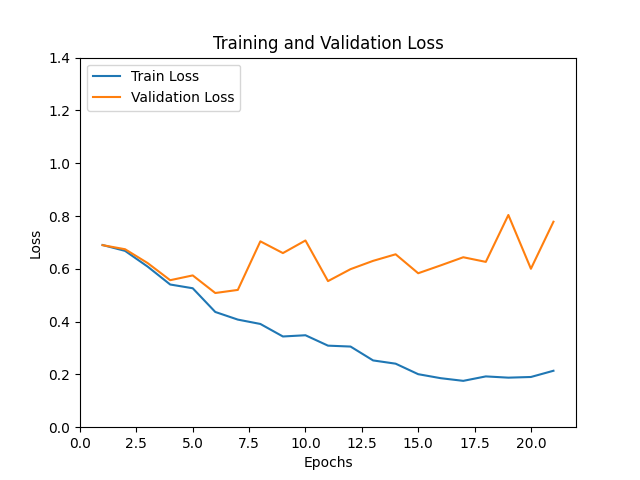 Training and Validation Loss
Train Loss
Validation Loss
1.4
1.2
1.0
0.8
0.6
0.4
0.2
0.0
Loss
0.0 2.5 5.0 7.5 10.0 12.5 15.0 17.5 20.0
Epochs